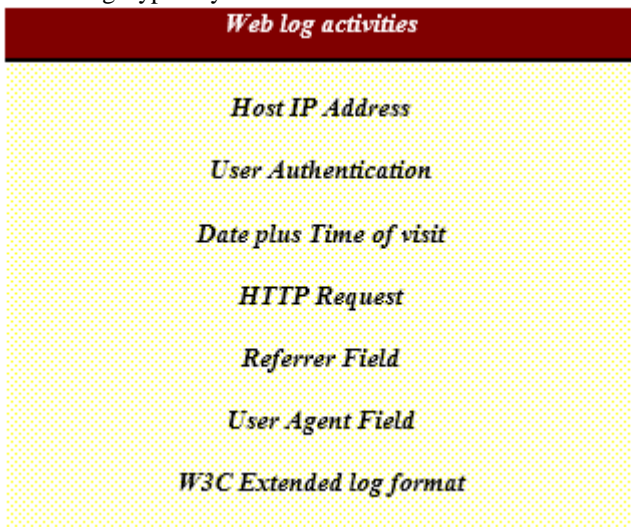 Web log activities
Host IP Address
User Authentication
Date plus Time of visit
HTTP Request
Referrer Field
User Agent Field
W3C Extended log format